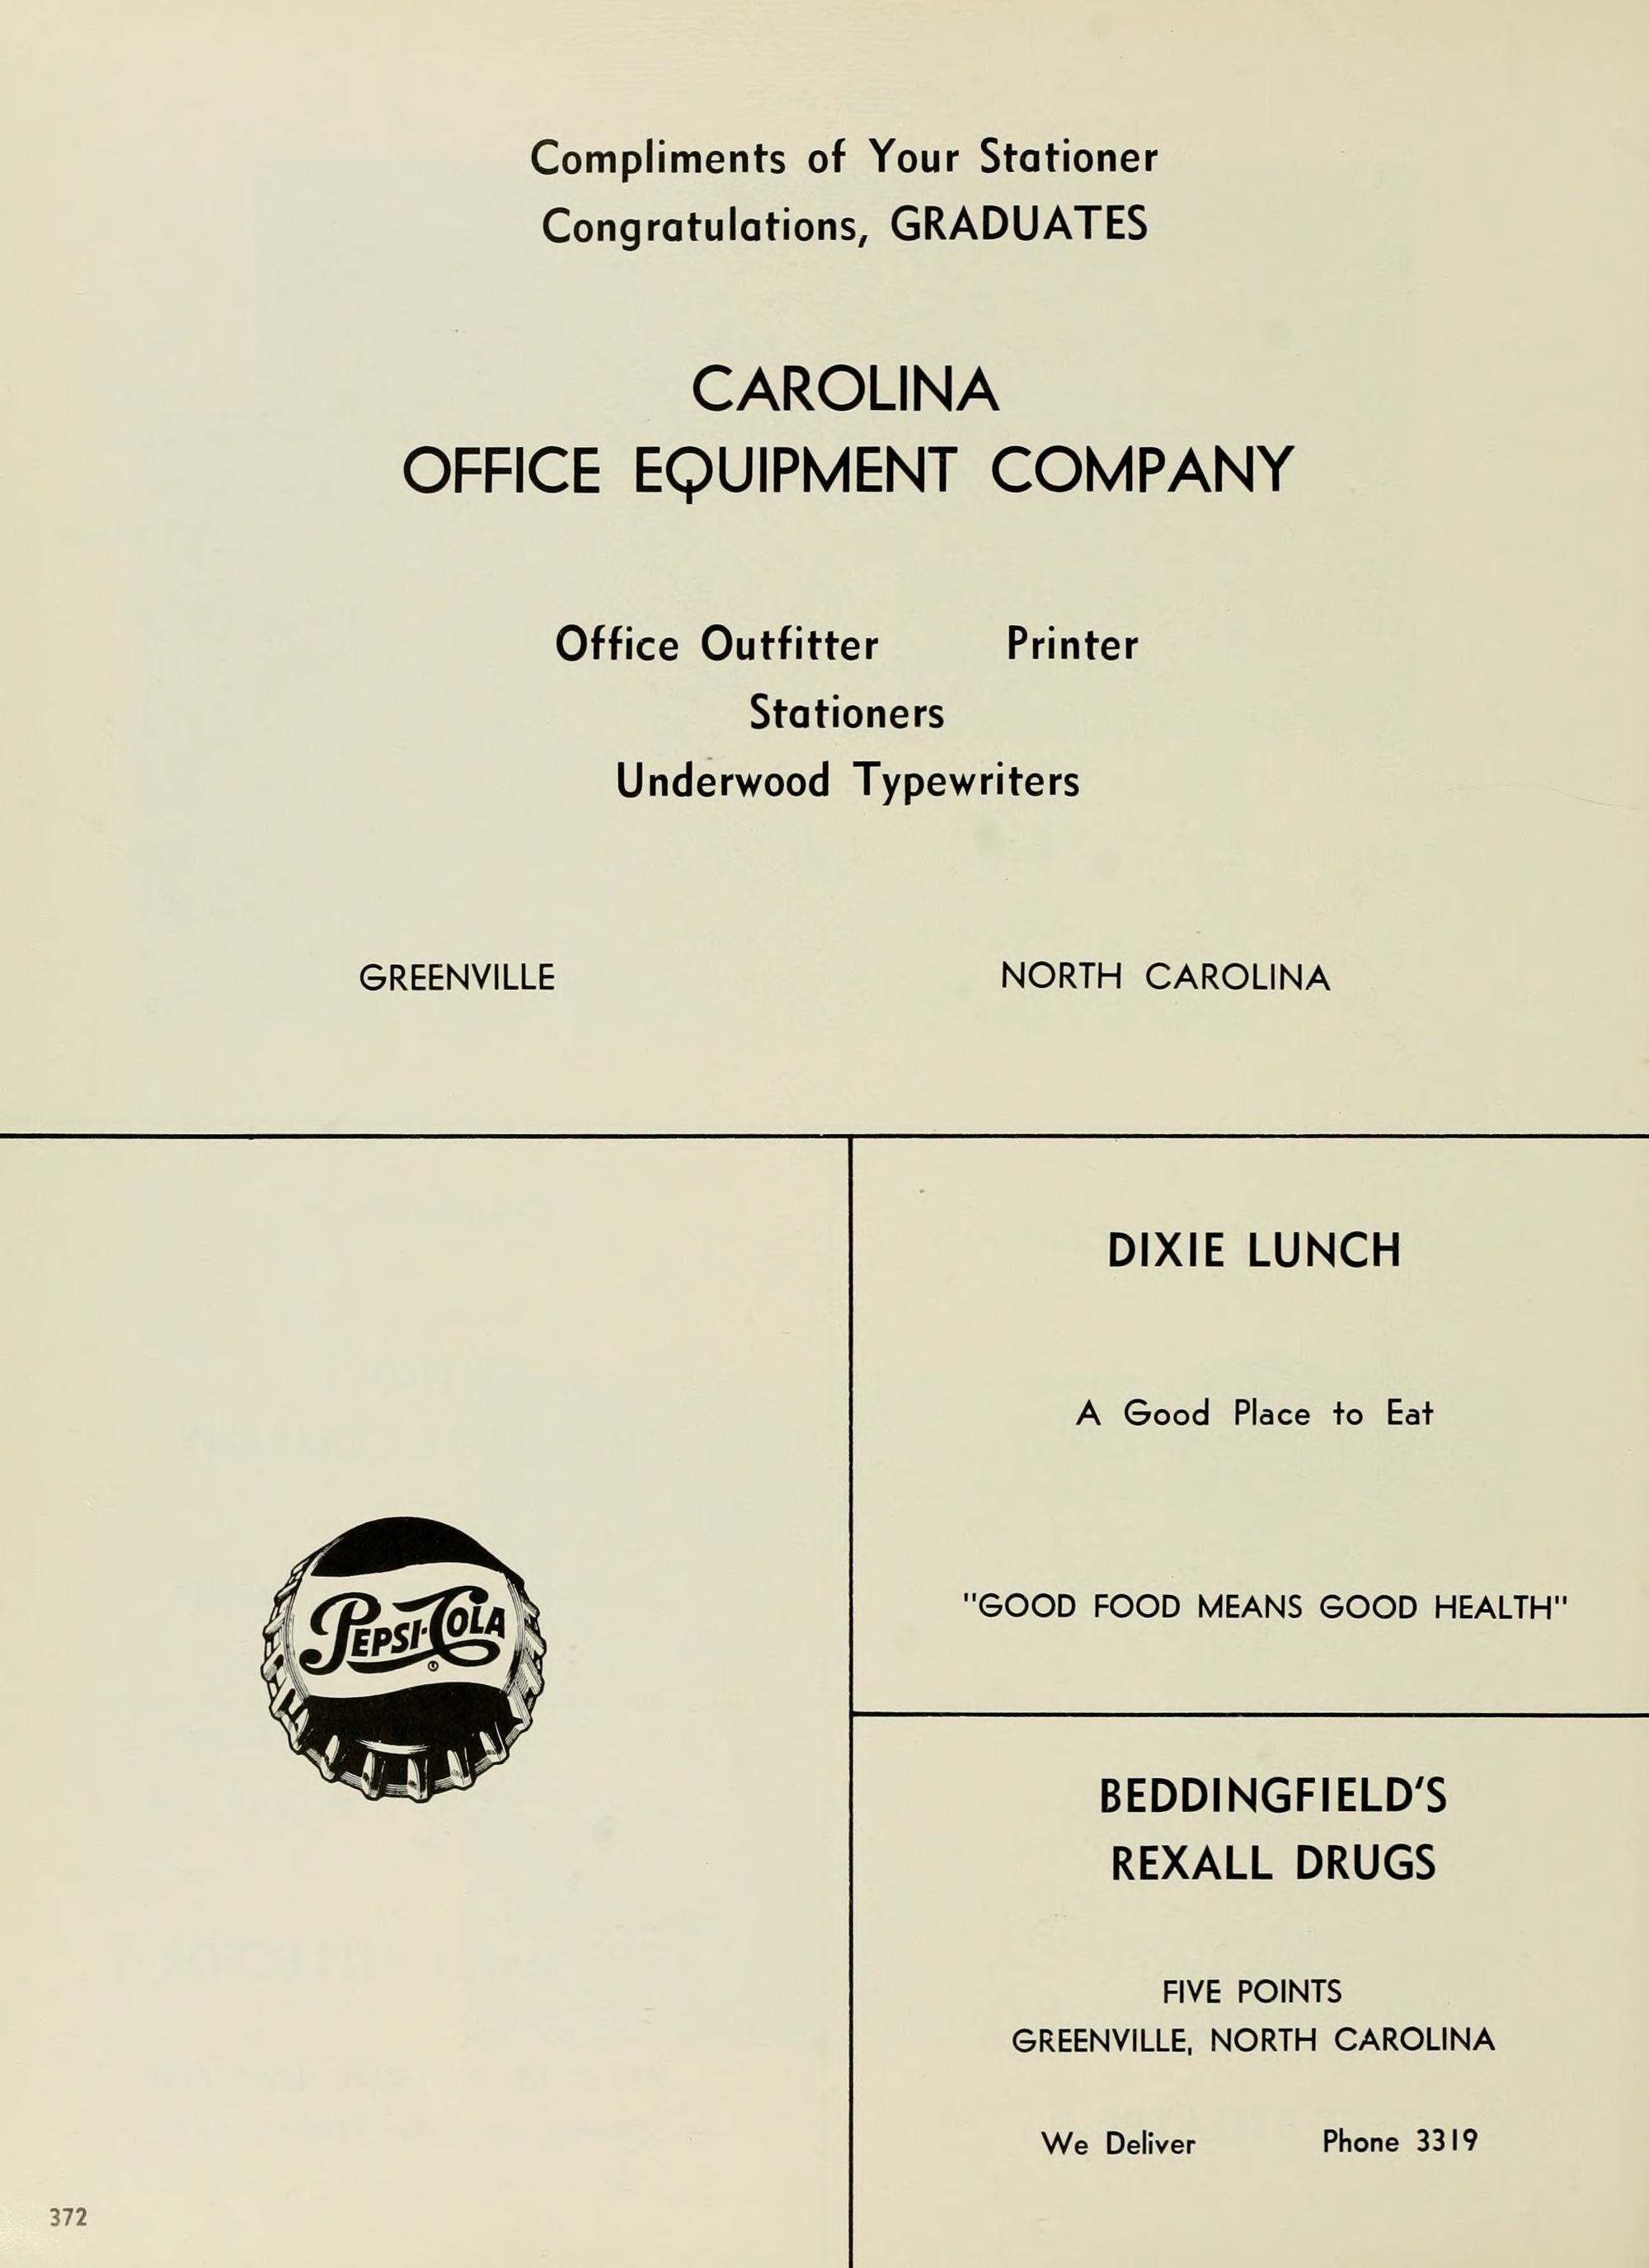 Compliments of Your Stationer
Congratulations, GRADUATES
CAROLINA
OFFICE EQUIPMENT COMPANY
Office Outfitter Printer
Stationers
Underwood Typewriters
GREENVILLE NORTH CAROLINA
PEPSI-COLA
DIXIE LUNCH
A Good Place to Eat
"GOOD FOOD MEANS GOOD HEALTH"
BEDDINGFIELD'S
REXALL DRUGS
FIVE POINTS
GREENVILLE, NORTH CAROLINA
We Deliver Phone 3319
372